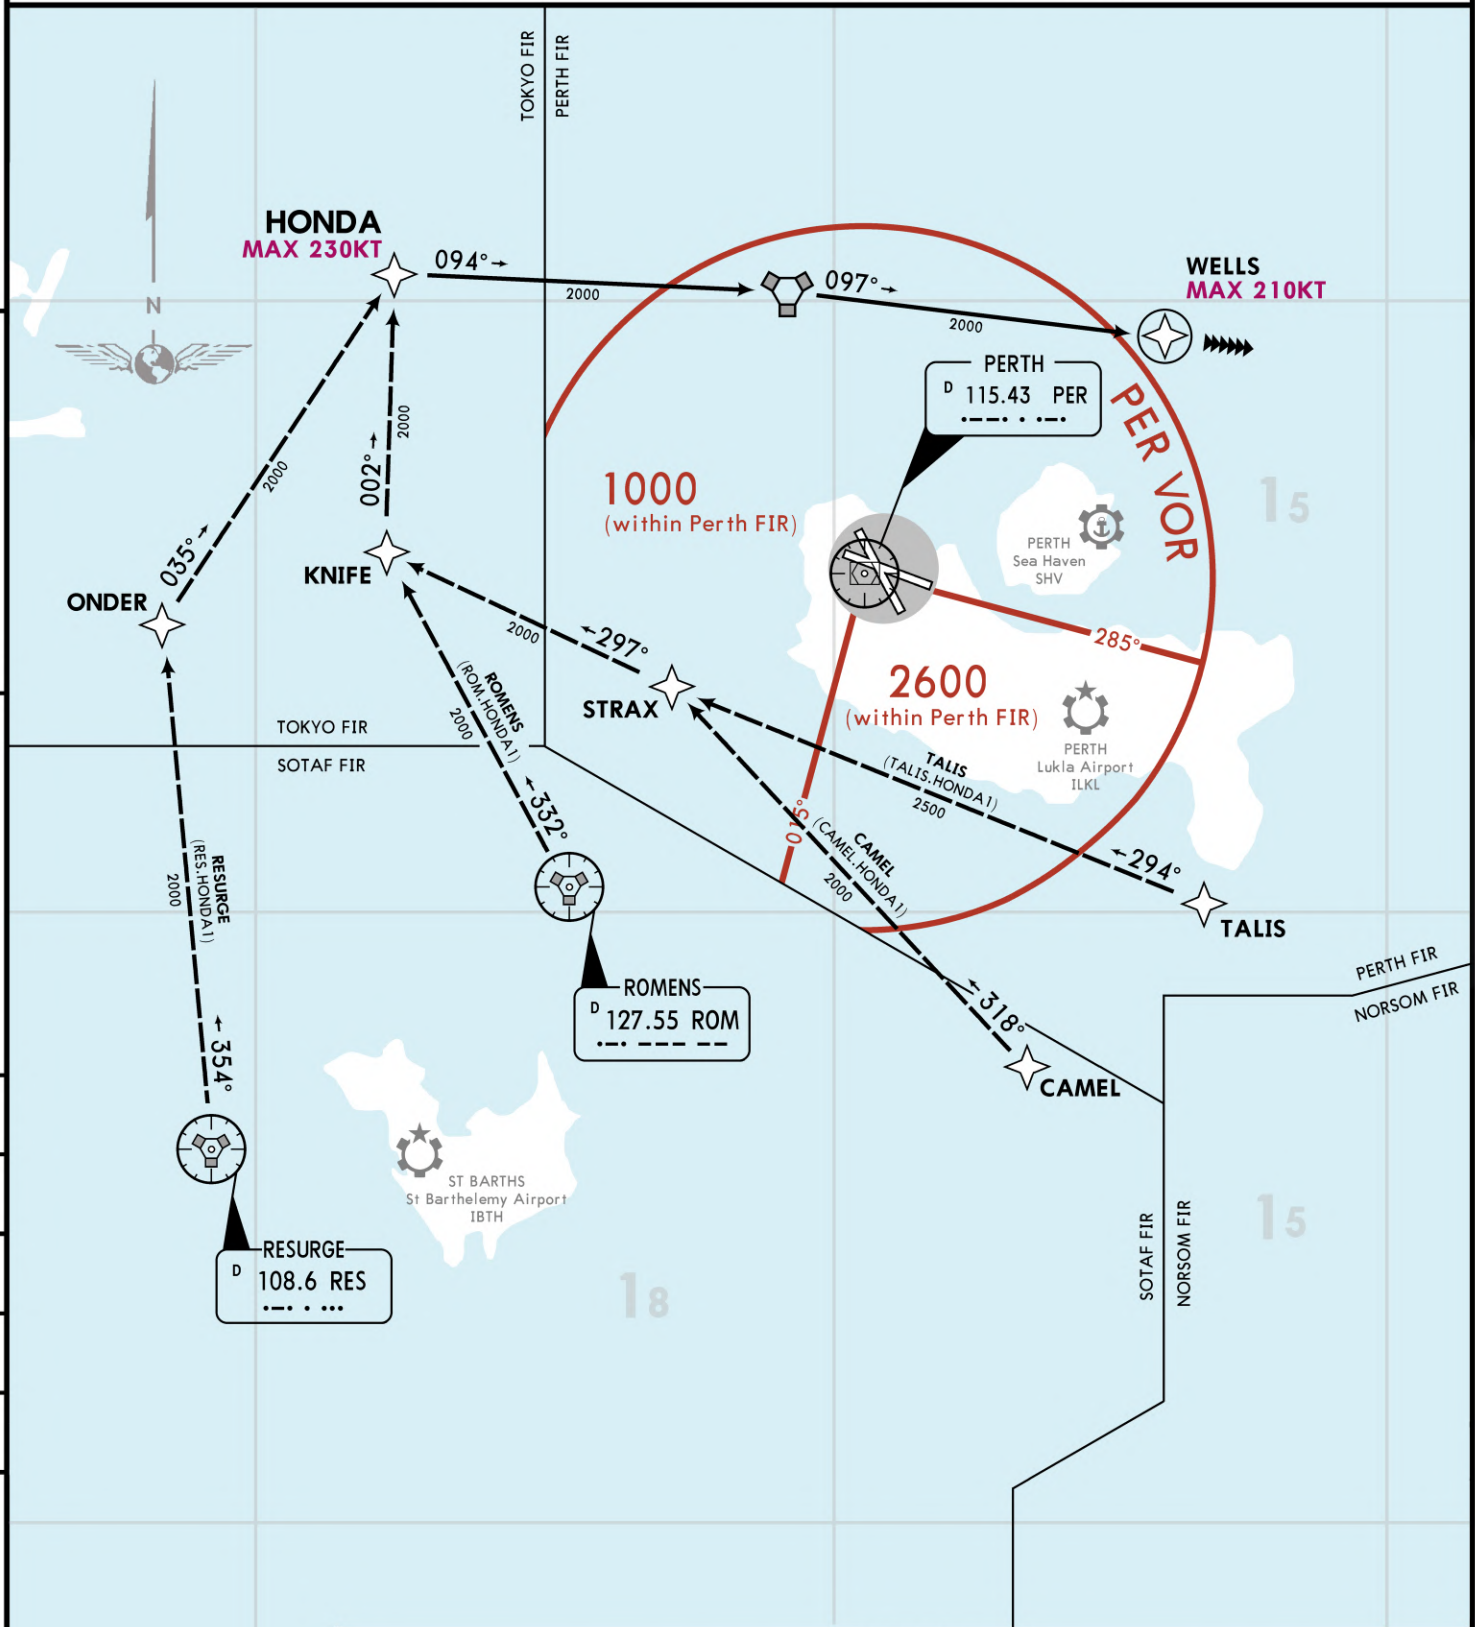 TOKYO FIR
PERTH FIR
HONDA
MAX 230KT
094°
2000
097°
2000
WELLS
MAX 210KT
N
PERTH
D 115.43 PER
PER VOR
1000
(within Perth FIR)
15
PERTH
Sea Haven
SHV
2000
002°
2000
035°
KNIFE
ONDER
2000
297°
STRAX
285°
2600
(within Perth FIR)
PERTH
Lukla Airport
ILKL
ROMENS
(ROM.HONDA1)
2000
332°
TOKYO FIR
SOTAF FIR
TALIS
(TALIS.HONDA1)
2500
294°
TALIS
015°
CAMEL
(CAMEL.HONDA1)
2000
318°
CAMEL
RESURGE
(RES.HONDA1)
2000
354°
ROMENS
D 127.55 ROM
PERTH FIR
NORSOM FIR
ST BARTHS
St Barthelemy Airport
IBTH
RESURGE
D 108.6 RES
18
SOTAF FIR
NORSOM FIR
15